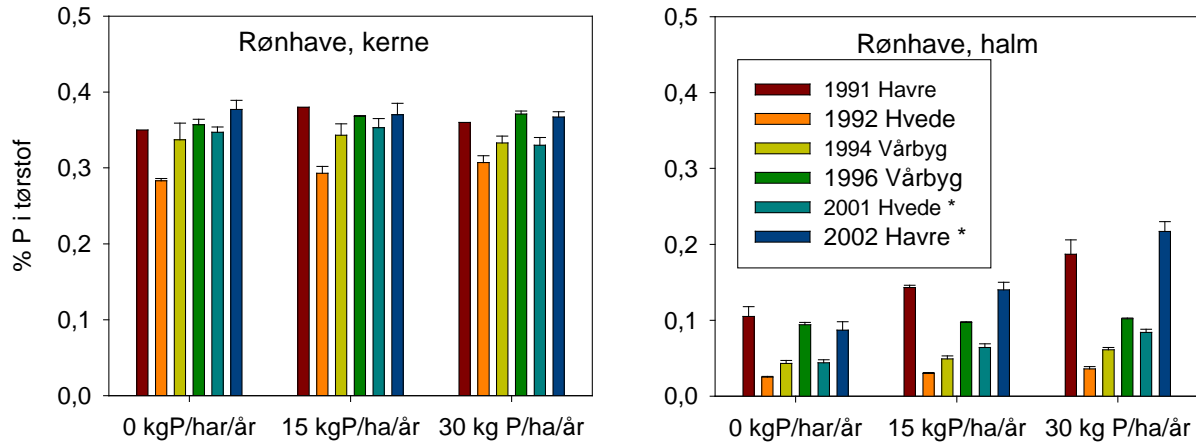 Rønhave, kerne
% P i tørstof
0,5
0,4
0,3
0,2
0,1
0,0
0 kgP/har/år
15 kgP/ha/år
30 kg P/ha/år
Rønhave, halm
0,5
0,4
0,3
0,2
0,1
0,0
1991 Havre
1992 Hvede
1994 Vårbyg
1996 Vårbyg
2001 Hvede *
2002 Havre *
0 kgP/har/år
15 kgP/ha/år
30 kg P/ha/år